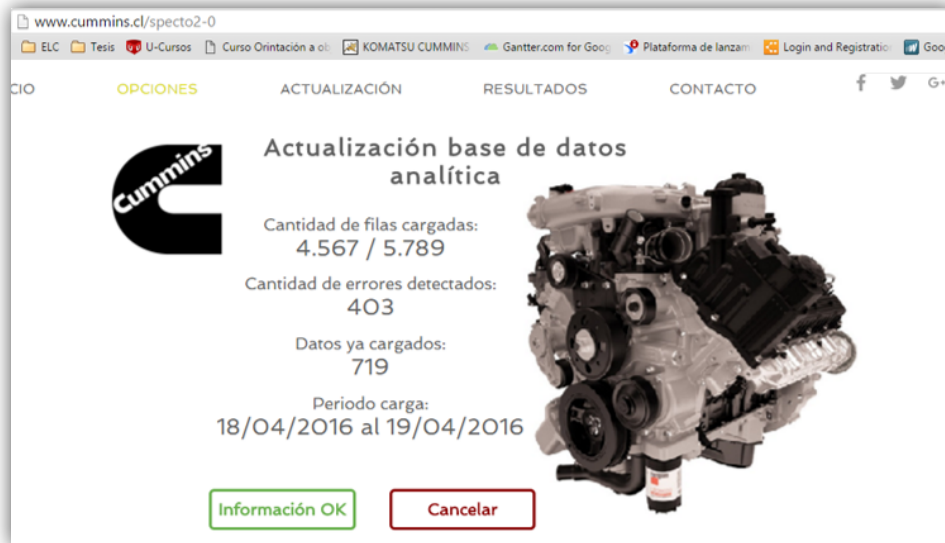 www.cummins.cl/specto2-0
ELC Tesis U-Cursos Curso Orintación a ob KOMATSU CUMMINS Gantter.com for Goog Plataforma de lanzam Login and Registratio Goo
CIO OPCIONES ACTUALIZACIÓN RESULTADOS CONTACTO f G+
Cummins
Actualización base de datos
analítica
Cantidad de filas cargadas:
4.567 / 5.789
Cantidad de errores detectados:
403
Datos ya cargados:
719
Periodo carga:
18/04/2016 al 19/04/2016
Información OK Cancelar